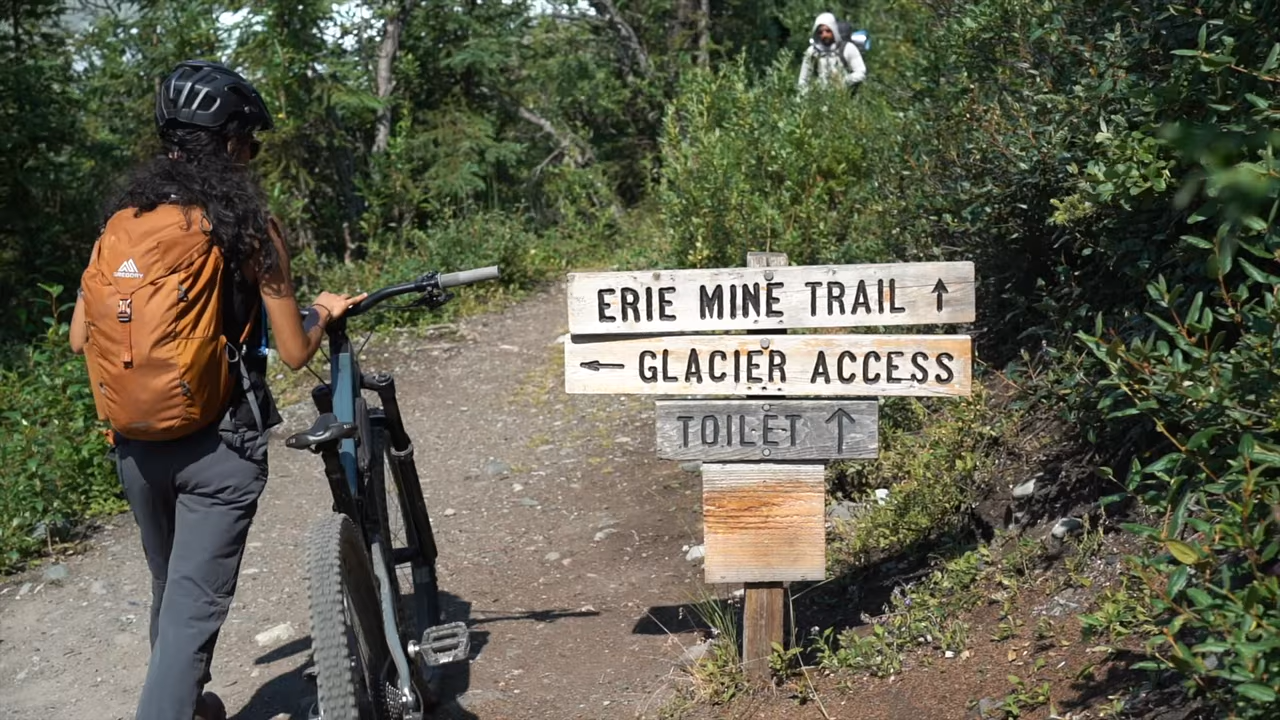 GREGORY
ERIE MINE TRAIL ↑
← GLACIER ACCESS
TOILET ↑